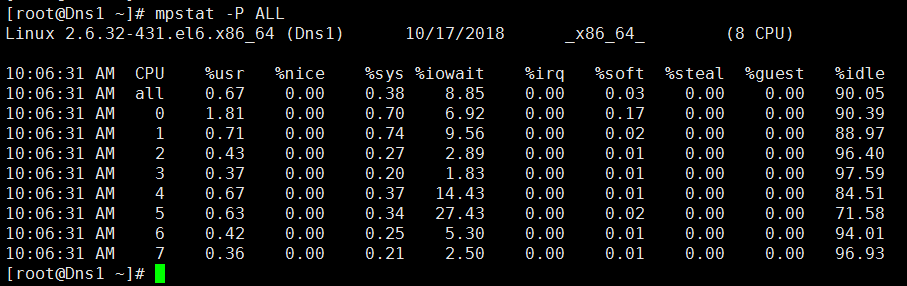 [root@Dns1 ~]# mpstat -P ALL
Linux 2.6.32-431.el6.x86_64 (Dns1) 10/17/2018 _x86_64_ (8 CPU)
10:06:31 AM CPU %usr %nice %sys %iowait %irq %soft %steal %guest %idle
10:06:31 AM all 0.67 0.00 0.38 8.85 0.00 0.03 0.00 0.00 90.05
10:06:31 AM 0 1.81 0.00 0.70 6.92 0.00 0.17 0.00 0.00 90.39
10:06:31 AM 1 0.71 0.00 0.74 9.56 0.00 0.02 0.00 0.00 88.97
10:06:31 AM 2 0.43 0.00 0.27 2.89 0.00 0.01 0.00 0.00 96.40
10:06:31 AM 3 0.37 0.00 0.20 1.83 0.00 0.01 0.00 0.00 97.59
10:06:31 AM 4 0.67 0.00 0.37 14.43 0.00 0.01 0.00 0.00 84.51
10:06:31 AM 5 0.63 0.00 0.34 27.43 0.00 0.02 0.00 0.00 71.58
10:06:31 AM 6 0.42 0.00 0.25 5.30 0.00 0.01 0.00 0.00 94.01
10:06:31 AM 7 0.36 0.00 0.21 2.50 0.00 0.01 0.00 0.00 96.93
[root@Dns1 ~]#